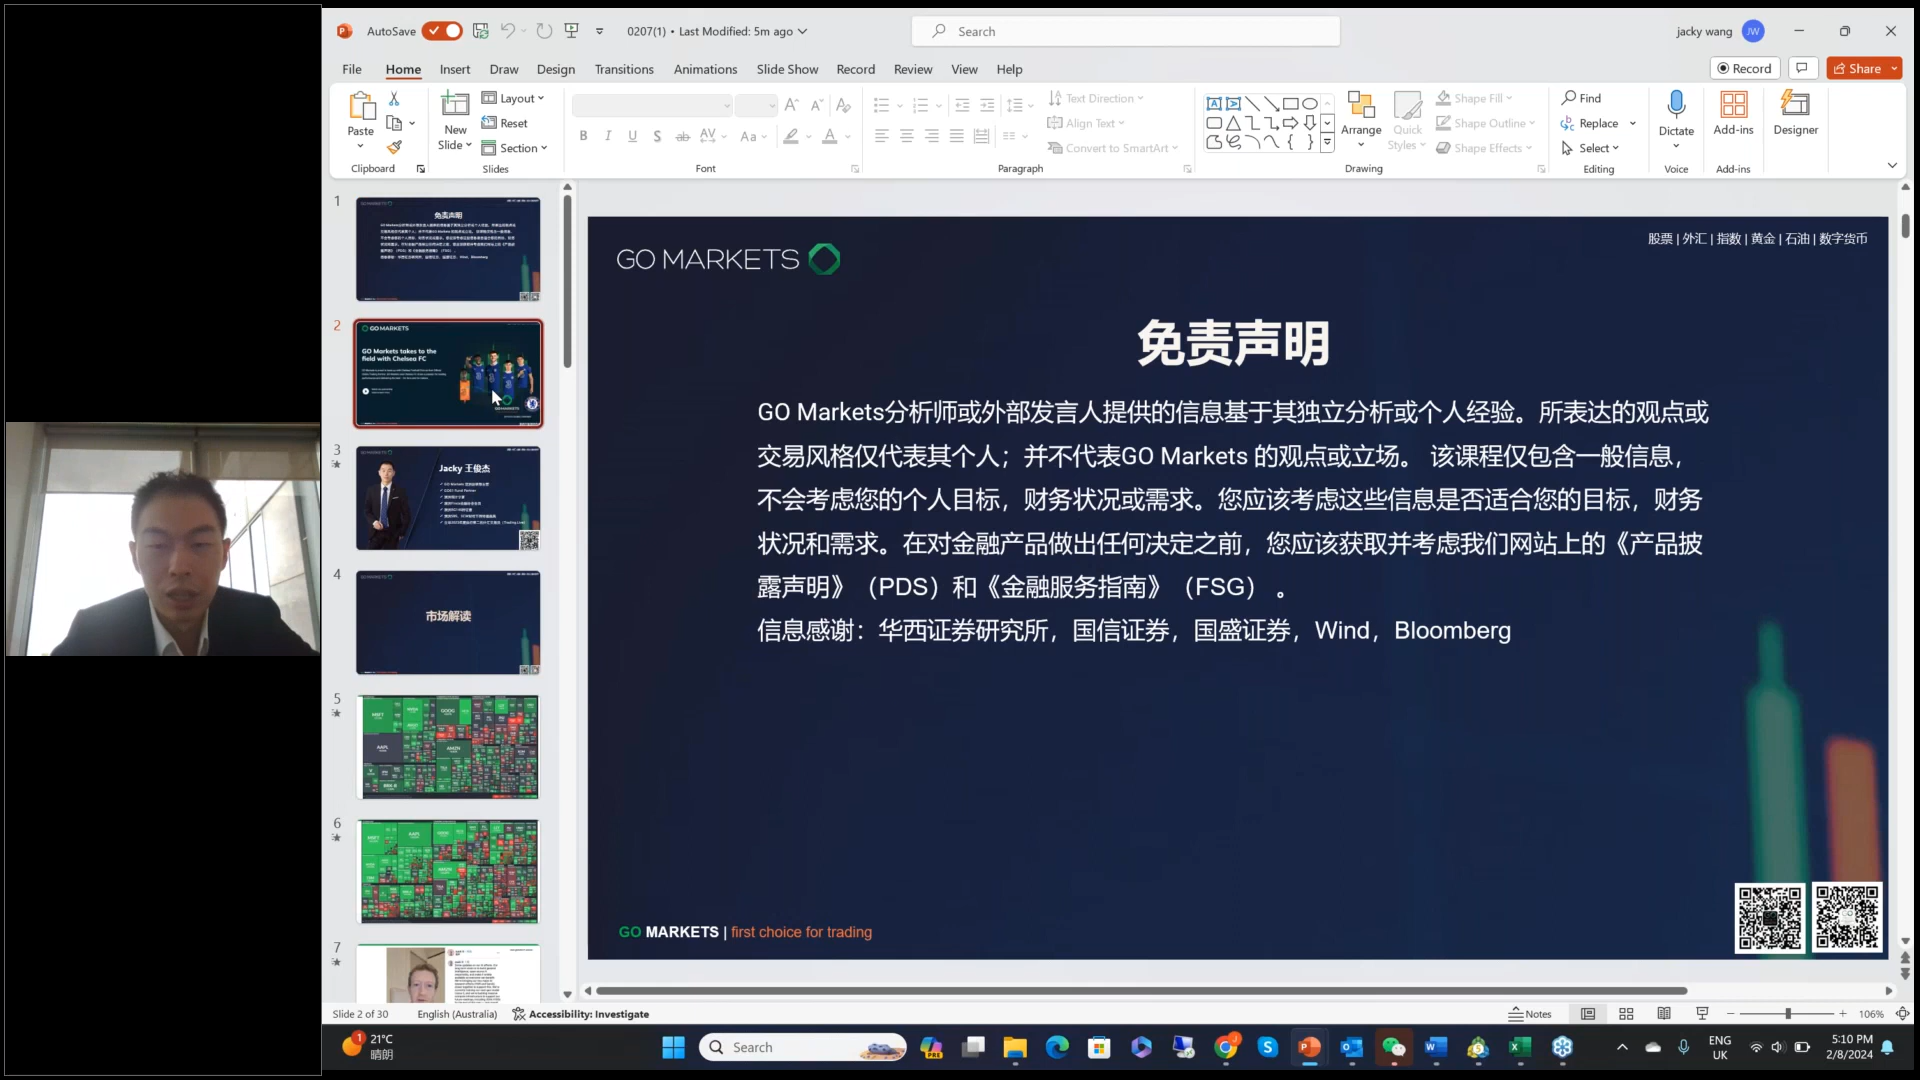 AutoSave
0207(1) • Last Modified: 5m ago
Search
jacky wang
JW
File
Home
Insert
Draw
Design
Transitions
Animations
Slide Show
Record
Review
View
Help
Record
Share
Paste
Clipboard
New Slide
Layout
Reset
Section
Slides
Font
Text Direction
Align Text
Convert to SmartArt
Paragraph
Arrange
Quick Styles
Shape Fill
Shape Outline
Shape Effects
Drawing
Find
Replace
Select
Editing
Dictate
Voice
Add-ins
Add-ins
Designer
1
免责声明
2
GO MARKETS
GO Markets takes to the
field with Chelsea FC
3
Jacky 王俊杰
4
市场解读
5
6
7
GO MARKETS
股票 | 外汇 | 指数 | 黄金 | 石油 | 数字货币
免责声明
GO Markets分析师或外部发言人提供的信息基于其独立分析或个人经验。所表达的观点或
交易风格仅代表其个人；并不代表GO Markets 的观点或立场。 该课程仅包含一般信息，
不会考虑您的个人目标，财务状况或需求。您应该考虑这些信息是否适合您的目标，财务
状况和需求。在对金融产品做出任何决定之前，您应该获取并考虑我们网站上的《产品披
露声明》（PDS）和《金融服务指南》（FSG） 。
信息感谢：华西证券研究所，国信证券，国盛证券，Wind，Bloomberg
GO MARKETS | first choice for trading
Slide 2 of 30
English (Australia)
Accessibility: Investigate
Notes
106%
21°C
晴朗
Search
ENG
UK
5:10 PM
2/8/2024